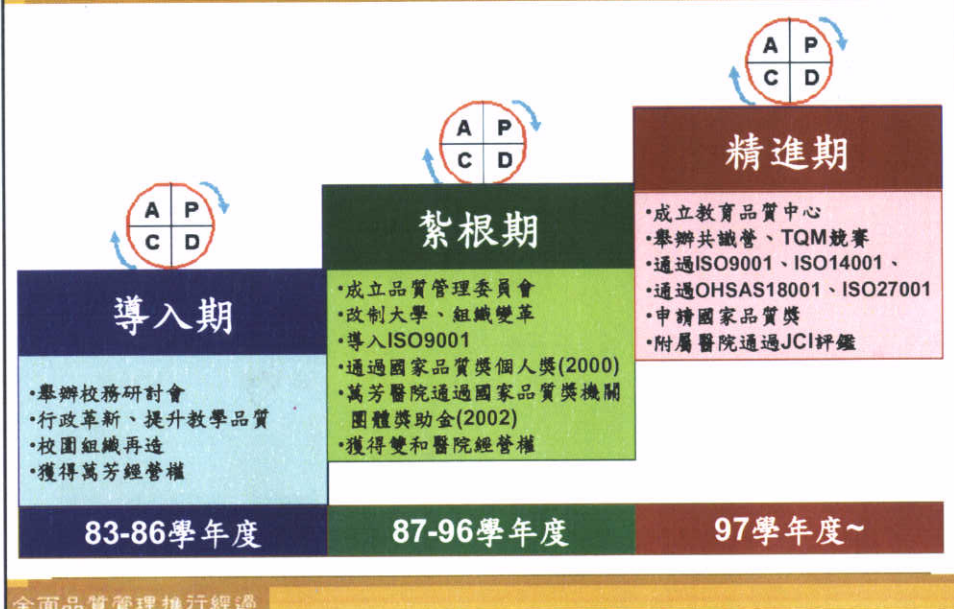 A P
C D
導入期
•舉辦校務研討會
•行政革新、提升教學品質
•校園組織再造
•獲得萬芳經營權
83-86學年度
A P
C D
紮根期
•成立品質管理委員會
•改制大學、組織變革
•導入ISO9001
•通過國家品質獎個人獎(2000)
•萬芳醫院通過國家品質獎機關
團體獎助金(2002)
•獲得雙和醫院經營權
87-96學年度
A P
C D
精進期
•成立教育品質中心
•舉辦共識營、TQM競賽
•通過ISO9001、ISO14001、
•通過OHSAS18001、ISO27001
•申請國家品質獎
•附屬醫院通過JCI評鑑
97學年度~
全面品質管理推行經過